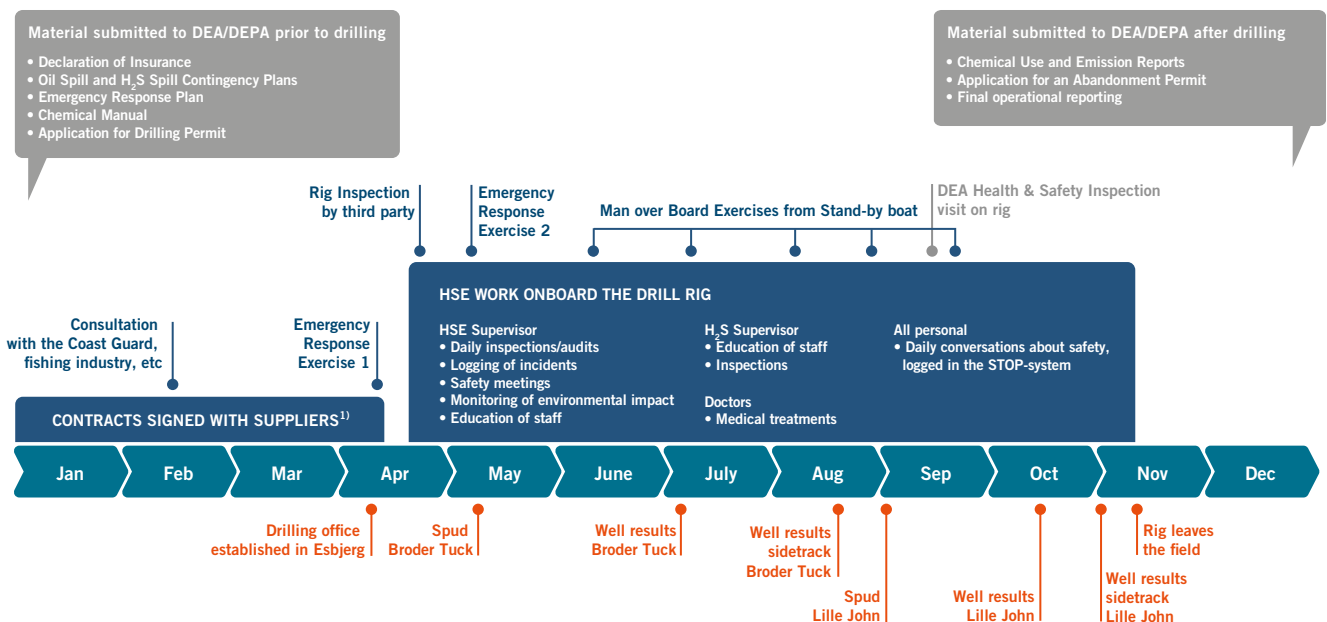 Material submitted to DEA/DEPA prior to drilling
• Declaration of Insurance
• Oil Spill and H2S Spill Contingency Plans
• Emergency Response Plan
• Chemical Manual
• Application for Drilling Permit
Material submitted to DEA/DEPA after drilling
• Chemical Use and Emission Reports
• Application for an Abandonment Permit
• Final operational reporting
Rig Inspection
by third party
Emergency
Response
Exercise 2
Man over Board Exercises from Stand-by boat
DEA Health & Safety Inspection
visit on rig
Consultation
with the Coast Guard,
fishing industry, etc
Emergency
Response
Exercise 1
CONTRACTS SIGNED WITH SUPPLIERS1)
HSE WORK ONBOARD THE DRILL RIG
HSE Supervisor
• Daily inspections/audits
• Logging of incidents
• Safety meetings
• Monitoring of environmental impact
• Education of staff
H2S Supervisor
• Education of staff
• Inspections
Doctors
• Medical treatments
All personal
• Daily conversations about safety,
logged in the STOP-system
Jan
Feb
Mar
Apr
May
June
July
Aug
Sep
Oct
Nov
Dec
Drilling office
established in Esbjerg
Spud
Broder Tuck
Well results
Broder Tuck
Well results
sidetrack
Broder Tuck
Spud
Lille John
Well results
Lille John
Rig leaves
the field
Well results
sidetrack
Lille John